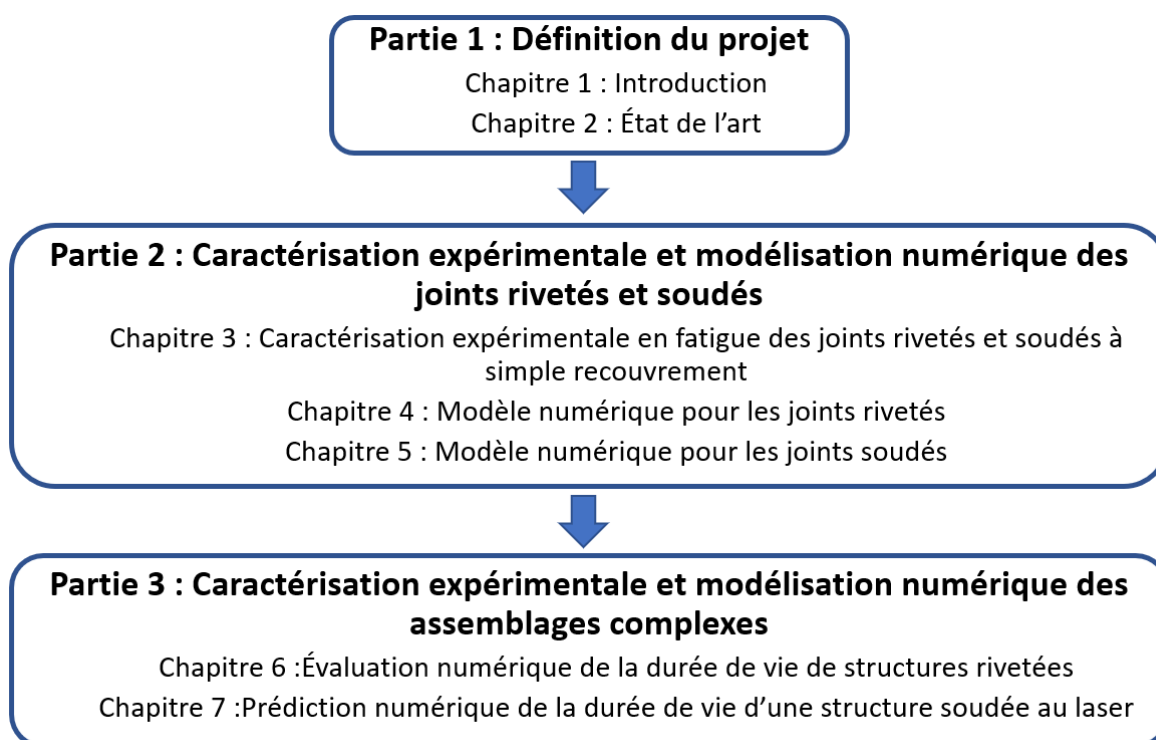 Partie 1 : Définition du projet
Chapitre 1 : Introduction
Chapitre 2 : État de l’art
Partie 2 : Caractérisation expérimentale et modélisation numérique des
joints rivetés et soudés
Chapitre 3 : Caractérisation expérimentale en fatigue des joints rivetés et soudés à
simple recouvrement
Chapitre 4 : Modèle numérique pour les joints rivetés
Chapitre 5 : Modèle numérique pour les joints soudés
Partie 3 : Caractérisation expérimentale et modélisation numérique des
assemblages complexes
Chapitre 6 :Évaluation numérique de la durée de vie de structures rivetées
Chapitre 7 :Prédiction numérique de la durée de vie d’une structure soudée au laser